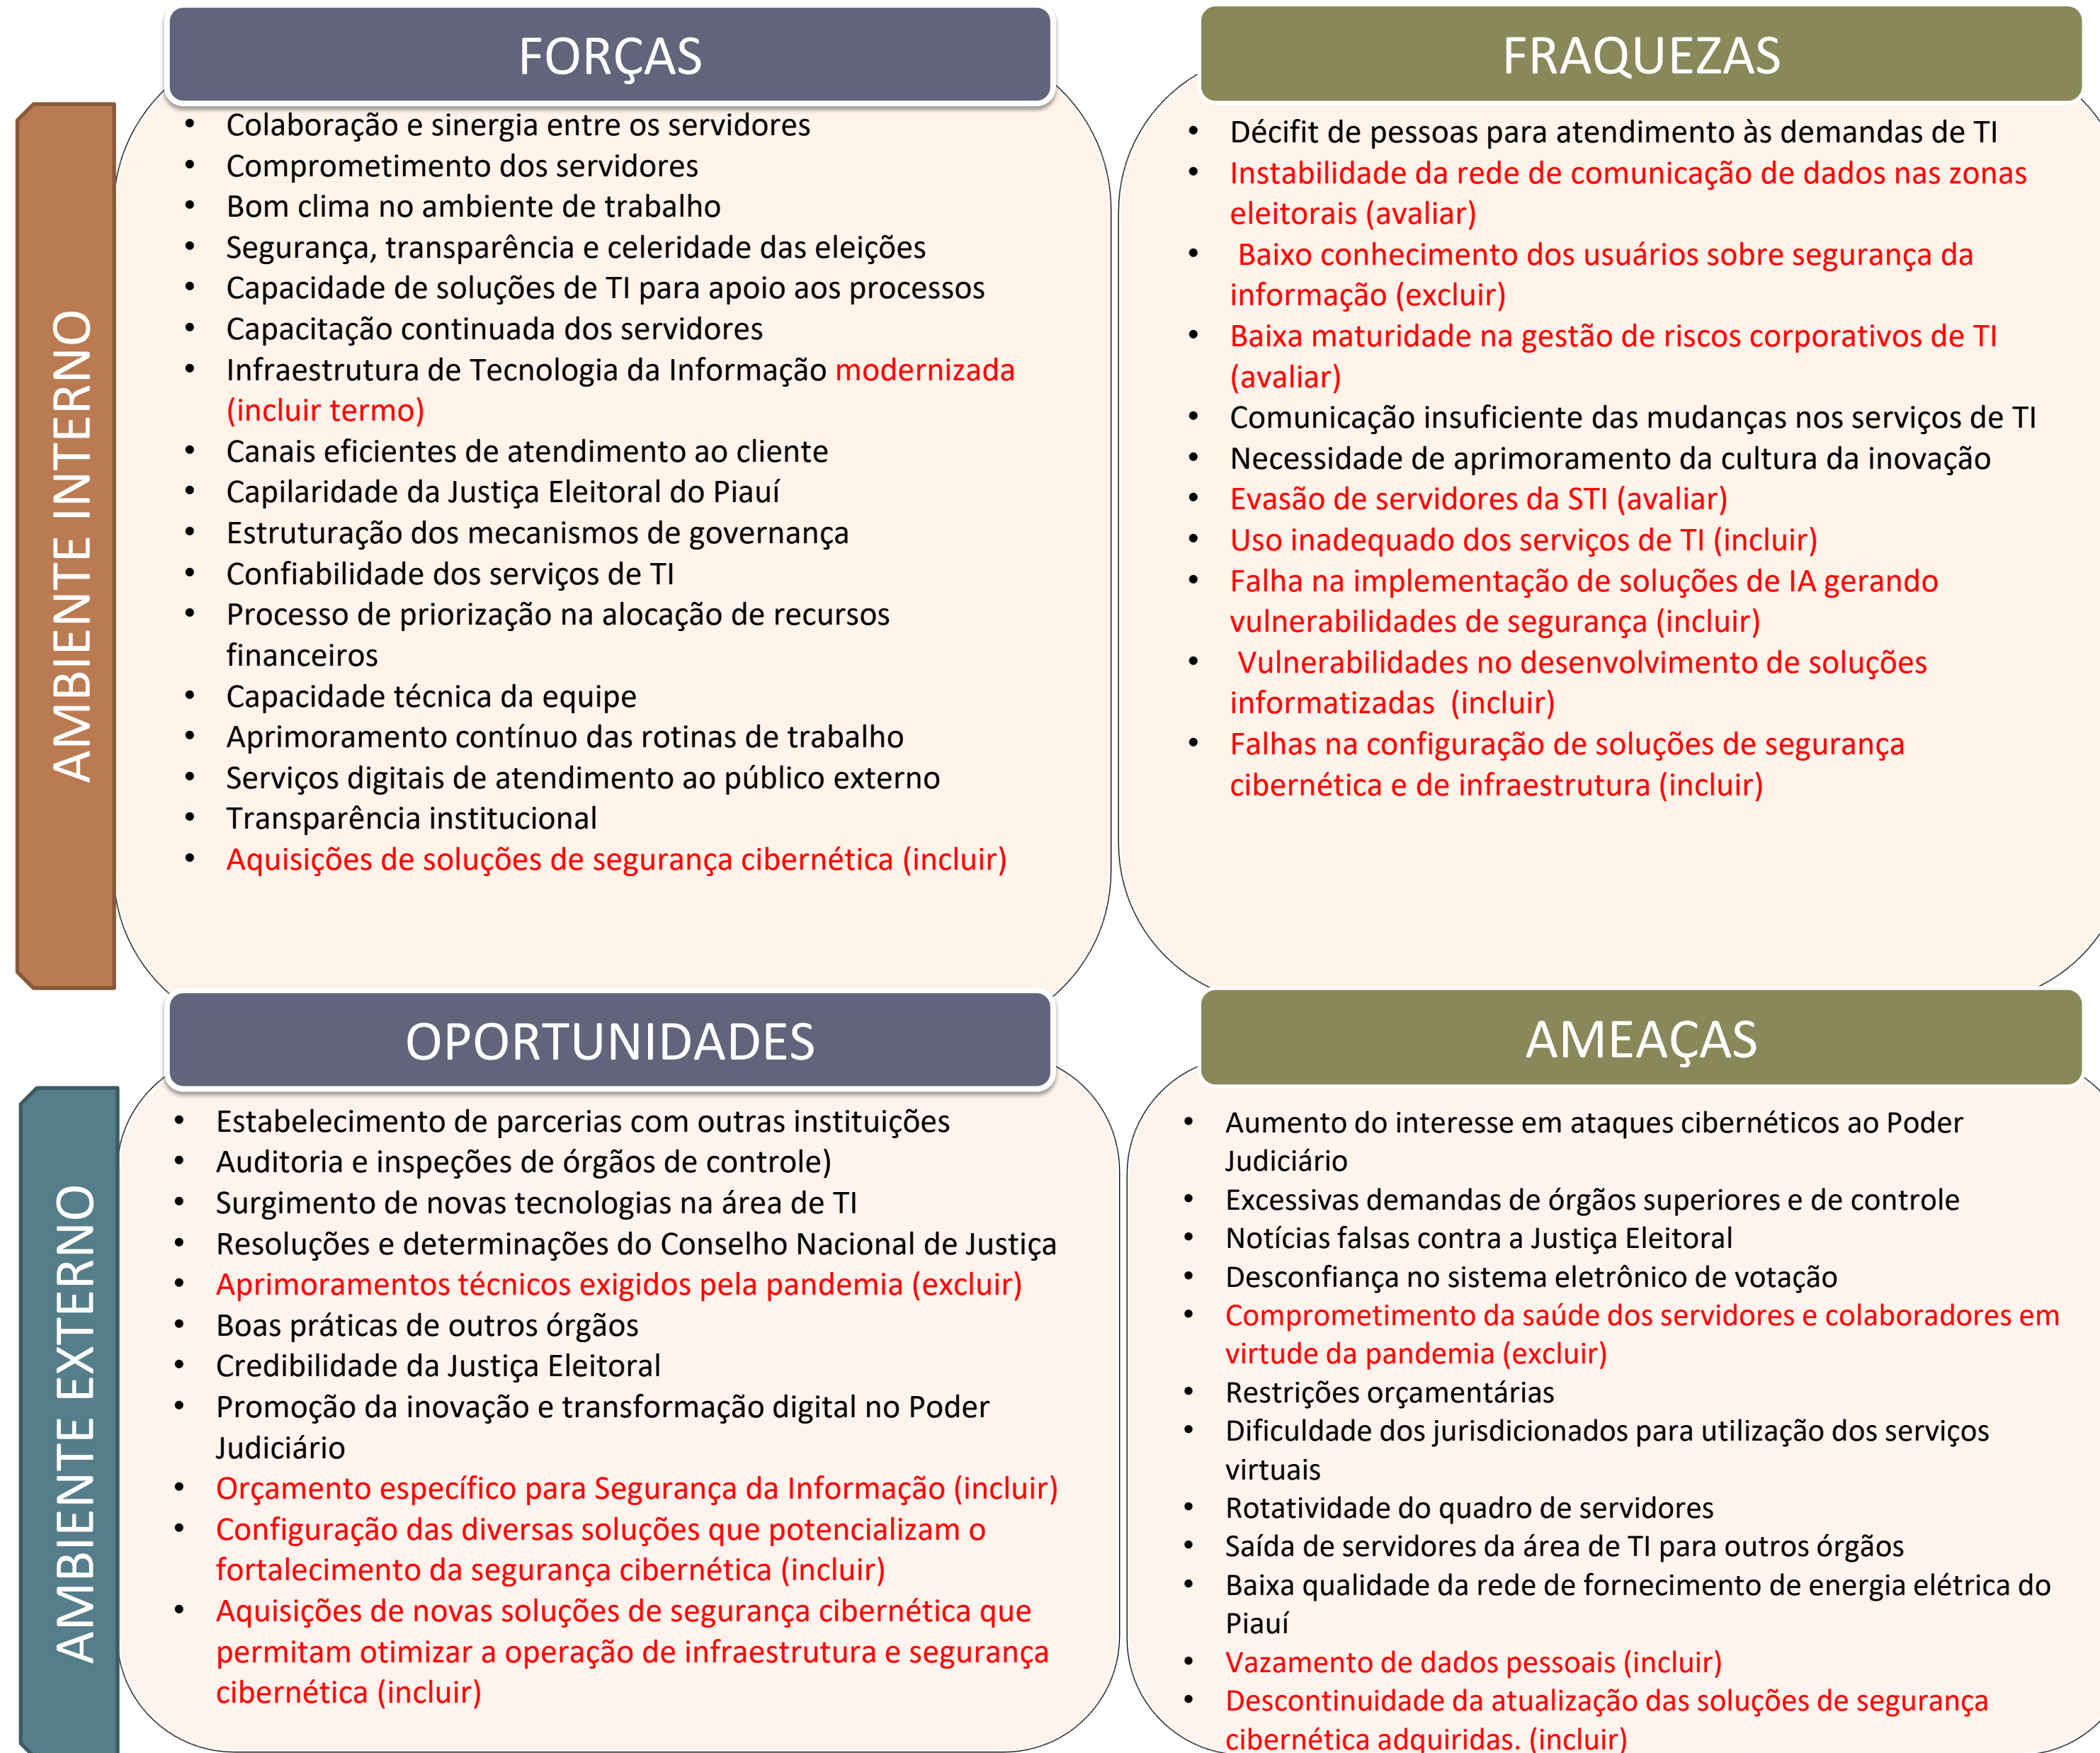 FORÇAS
AMBIENTE INTERNO
• Colaboração e sinergia entre os servidores
• Comprometimento dos servidores
• Bom clima no ambiente de trabalho
• Segurança, transparência e celeridade das eleições
• Capacidade de soluções de TI para apoio aos processos
• Capacitação continuada dos servidores
• Infraestrutura de Tecnologia da Informação modernizada
(incluir termo)
• Canais eficientes de atendimento ao cliente
• Capilaridade da Justiça Eleitoral do Piauí
• Estruturação dos mecanismos de governança
• Confiabilidade dos serviços de TI
• Processo de priorização na alocação de recursos
financeiros
• Capacidade técnica da equipe
• Aprimoramento contínuo das rotinas de trabalho
• Serviços digitais de atendimento ao público externo
• Transparência institucional
• Aquisições de soluções de segurança cibernética (incluir)
FRAQUEZAS
• Décifit de pessoas para atendimento às demandas de TI
• Instabilidade da rede de comunicação de dados nas zonas
eleitorais (avaliar)
• Baixo conhecimento dos usuários sobre segurança da
informação (excluir)
• Baixa maturidade na gestão de riscos corporativos de TI
(avaliar)
• Comunicação insuficiente das mudanças nos serviços de TI
• Necessidade de aprimoramento da cultura da inovação
• Evasão de servidores da STI (avaliar)
• Uso inadequado dos serviços de TI (incluir)
• Falha na implementação de soluções de IA gerando
vulnerabilidades de segurança (incluir)
• Vulnerabilidades no desenvolvimento de soluções
informatizadas (incluir)
• Falhas na configuração de soluções de segurança
cibernética e de infraestrutura (incluir)
OPORTUNIDADES
AMBIENTE EXTERNO
• Estabelecimento de parcerias com outras instituições
• Auditoria e inspeções de órgãos de controle)
• Surgimento de novas tecnologias na área de TI
• Resoluções e determinações do Conselho Nacional de Justiça
• Aprimoramentos técnicos exigidos pela pandemia (excluir)
• Boas práticas de outros órgãos
• Credibilidade da Justiça Eleitoral
• Promoção da inovação e transformação digital no Poder
Judiciário
• Orçamento específico para Segurança da Informação (incluir)
• Configuração das diversas soluções que potencializam o
fortalecimento da segurança cibernética (incluir)
• Aquisições de novas soluções de segurança cibernética que
permitam otimizar a operação de infraestrutura e segurança
cibernética (incluir)
AMEAÇAS
• Aumento do interesse em ataques cibernéticos ao Poder
Judiciário
• Excessivas demandas de órgãos superiores e de controle
• Notícias falsas contra a Justiça Eleitoral
• Desconfiança no sistema eletrônico de votação
• Comprometimento da saúde dos servidores e colaboradores em
virtude da pandemia (excluir)
• Restrições orçamentárias
• Dificuldade dos jurisdicionados para utilização dos serviços
virtuais
• Rotatividade do quadro de servidores
• Saída de servidores da área de TI para outros órgãos
• Baixa qualidade da rede de fornecimento de energia elétrica do
Piauí
• Vazamento de dados pessoais (incluir)
• Descontinuidade da atualização das soluções de segurança
cibernética adquiridas. (incluir)